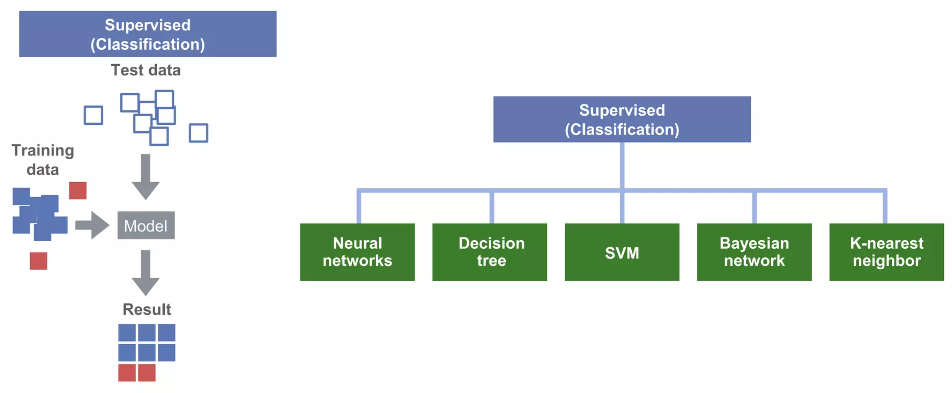 Supervised
(Classification)
Test data
Training
data
Model
Result
Supervised
(Classification)
Neural
networks
Decision
tree
SVM
Bayesian
network
K-nearest
neighbor